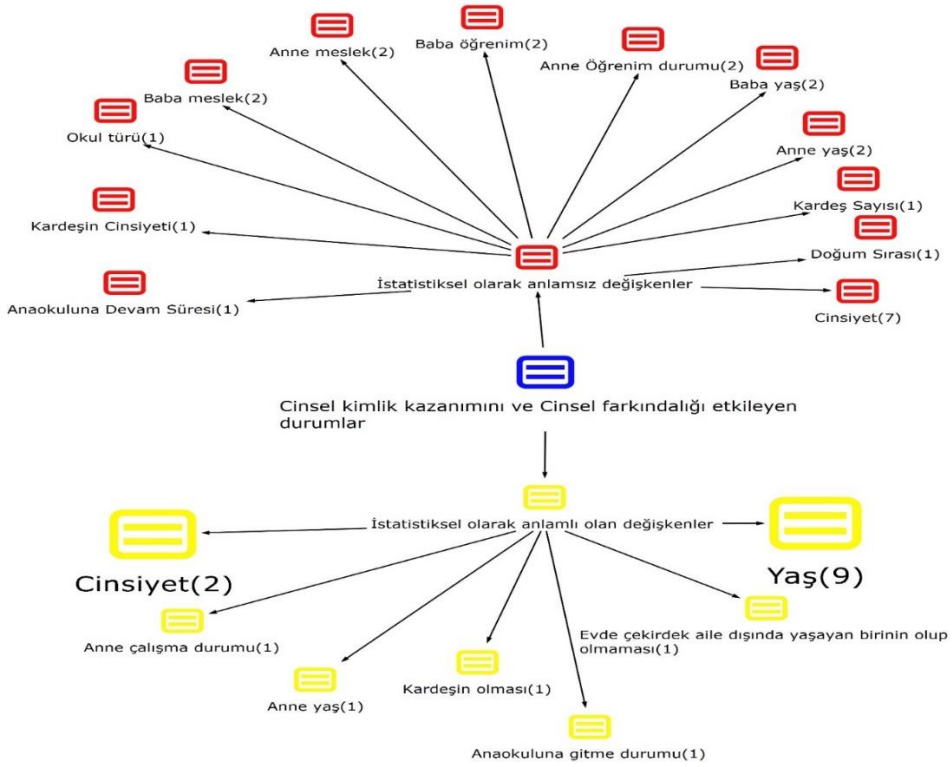 Baba öğrenim(2)
Anne meslek(2)
Anne Öğrenim durumu(2)
Baba yaş(2)
Baba meslek(2)
Okul türü(1)
Anne yaş(2)
Kardeş Sayısı(1)
Kardeşin Cinsiyeti(1)
Doğum Sırası(1)
İstatistiksel olarak anlamsız değişkenler
Anaokuluna Devam Süresi(1)
Cinsiyet(7)
Cinsel kimlik kazanımını ve Cinsel farkındalığı etkileyen
durumlar
İstatistiksel olarak anlamlı olan değişkenler
Cinsiyet(2)
Yaş(9)
Anne çalışma durumu(1)
Evde çekirdek aile dışında yaşayan birinin olup
olmaması(1)
Kardeşin olması(1)
Anne yaş(1)
Anaokuluna gitme durumu(1)